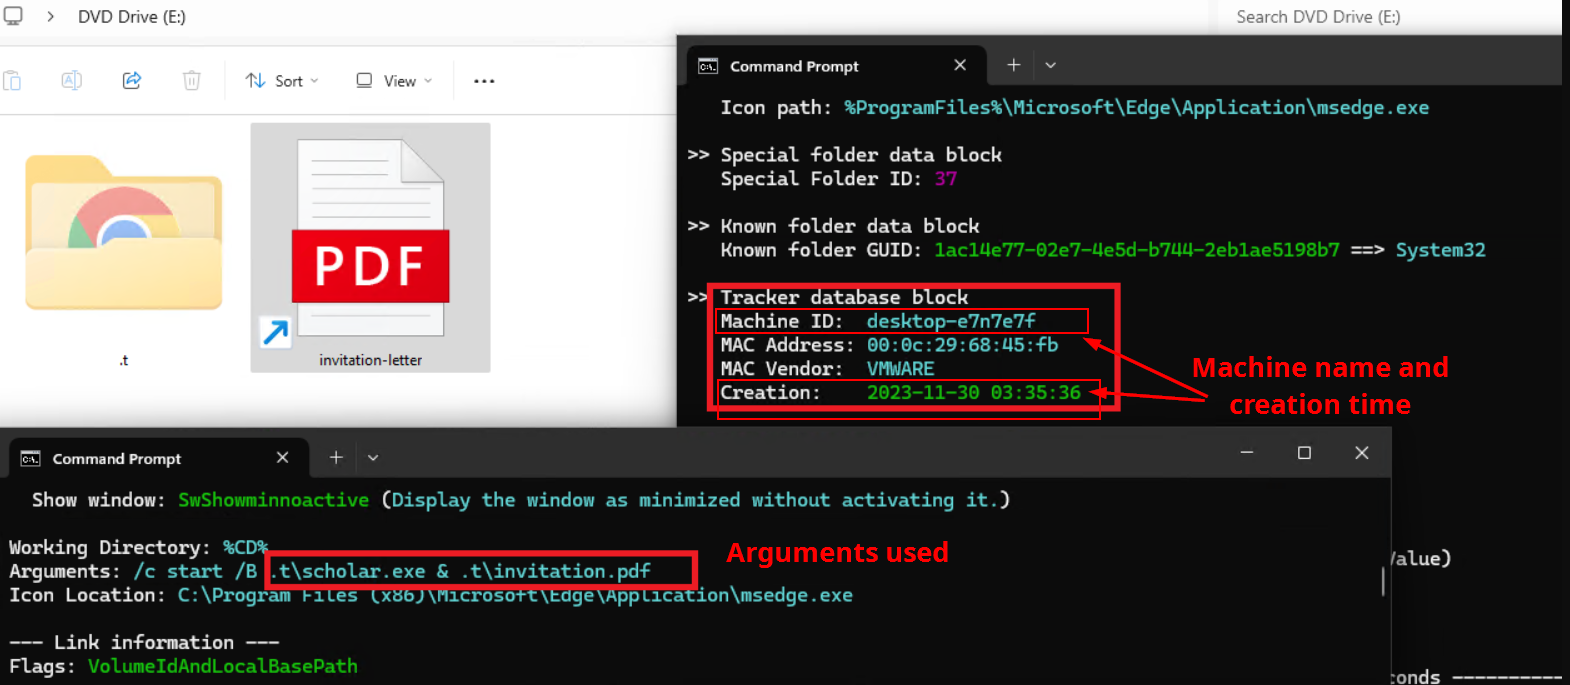 DVD Drive (E:)
Search DVD Drive (E:)
Sort
View
PDF
.t
invitation-letter
Command Prompt
Icon path: %ProgramFiles%\Microsoft\Edge\Application\msedge.exe
>> Special folder data block
Special Folder ID: 37
>> Known folder data block
Known folder GUID: 1ac14e77-02e7-4e5d-b744-2eb1ae5198b7 ==> System32
>> Tracker database block
Machine ID: desktop-e7n7e7f
MAC Address: 00:0c:29:68:45:fb
MAC Vendor: VMWARE
Creation: 2023-11-30 03:35:36
Machine name and
creation time
Command Prompt
Show window: SwShowminnoactive (Display the window as minimized without activating it.)
Working Directory: %CD%
Arguments: /c start /B .t\scholar.exe & .t\invitation.pdf
Arguments used
Icon Location: C:\Program Files (x86)\Microsoft\Edge\Application\msedge.exe
--- Link information ---
Flags: VolumeIdAndLocalBasePath
alue)
conds ----------